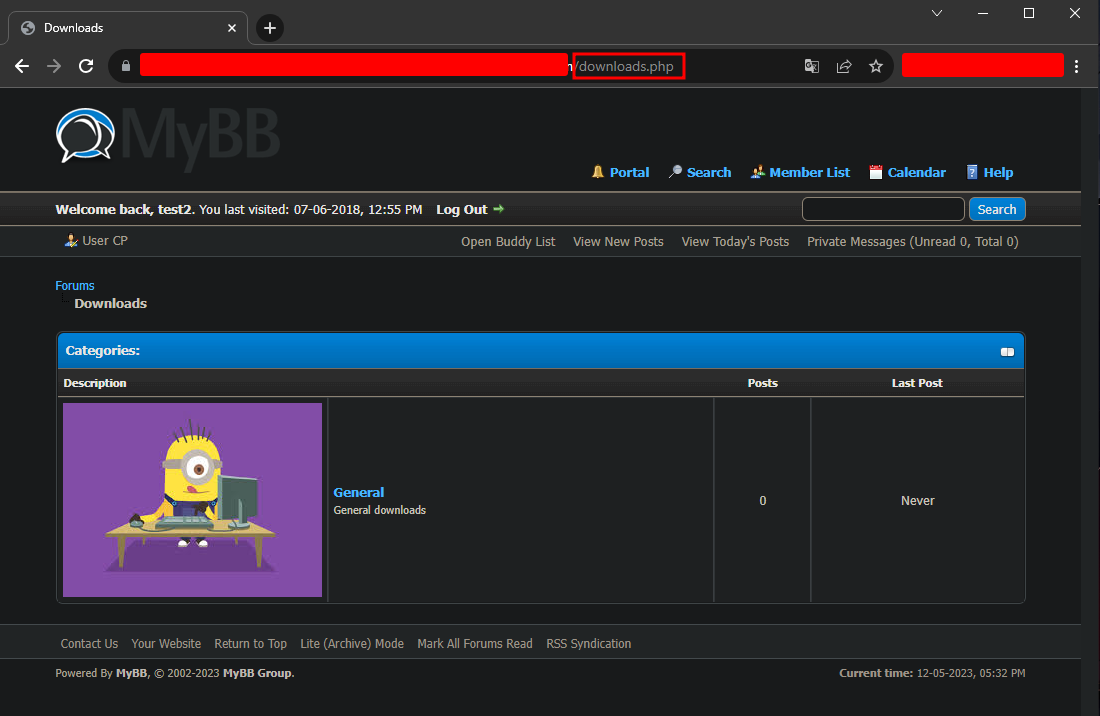 Downloads
n/downloads.php
MyBB
Portal Search Member List Calendar Help
Welcome back, test2. You last visited: 07-06-2018, 12:55 PM Log Out
Search
User CP
Open Buddy List View New Posts View Today's Posts Private Messages (Unread 0, Total 0)
Forums
Downloads
Categories:
Description Posts Last Post
General
General downloads
0
Never
Contact Us Your Website Return to Top Lite (Archive) Mode Mark All Forums Read RSS Syndication
Powered By MyBB, © 2002-2023 MyBB Group.
Current time: 12-05-2023, 05:32 PM